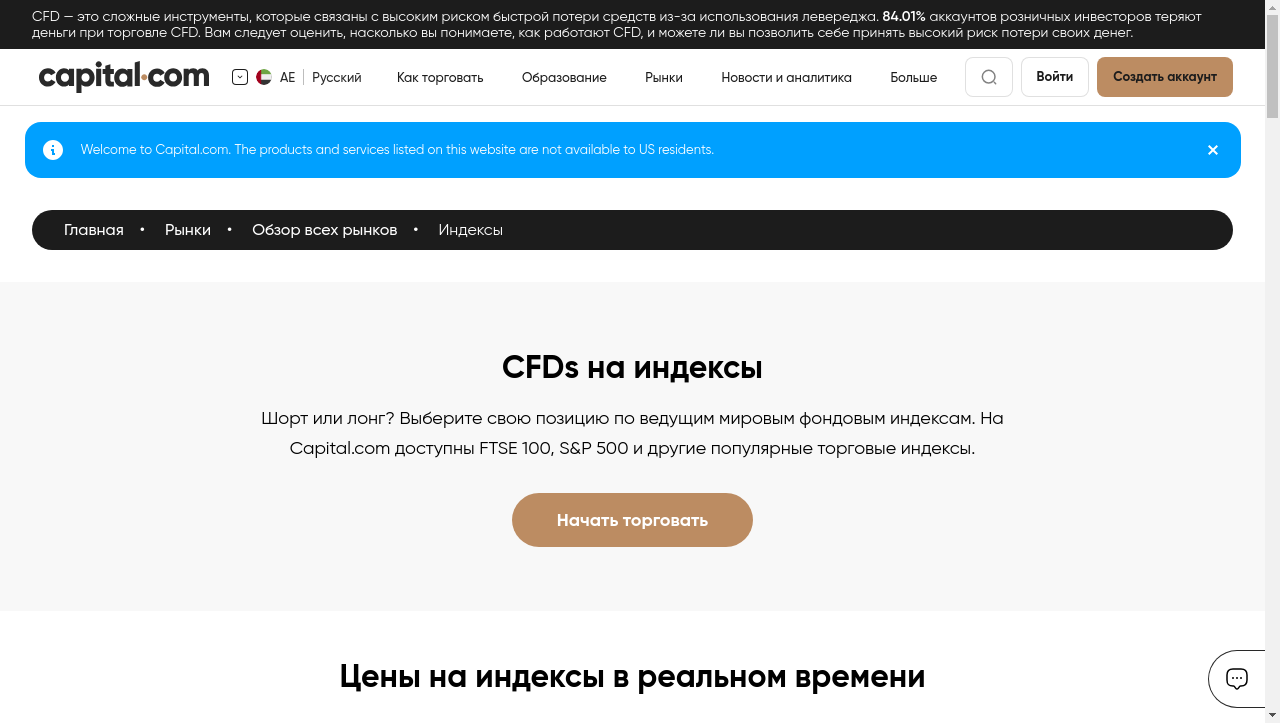 CFD — это сложные инструменты, которые связаны с высоким риском быстрой потери средств из-за использования левереджа. 84.01% аккаунтов розничных инвесторов теряют
деньги при торговле CFD. Вам следует оценить, насколько вы понимаете, как работают CFD, и можете ли вы позволить себе принять высокий риск потери своих денег.
capital.com AE Русский Как торговать Образование Рынки Новости и аналитика Больше Войти Создать аккаунт
Welcome to Capital.com. The products and services listed on this website are not available to US residents.
Главная • Рынки • Обзор всех рынков • Индексы
CFDs на индексы
Шорт или лонг? Выберите свою позицию по ведущим мировым фондовым индексам. На
Capital.com доступны FTSE 100, S&P 500 и другие популярные торговые индексы.
Начать торговать
Цены на индексы в реальном времени